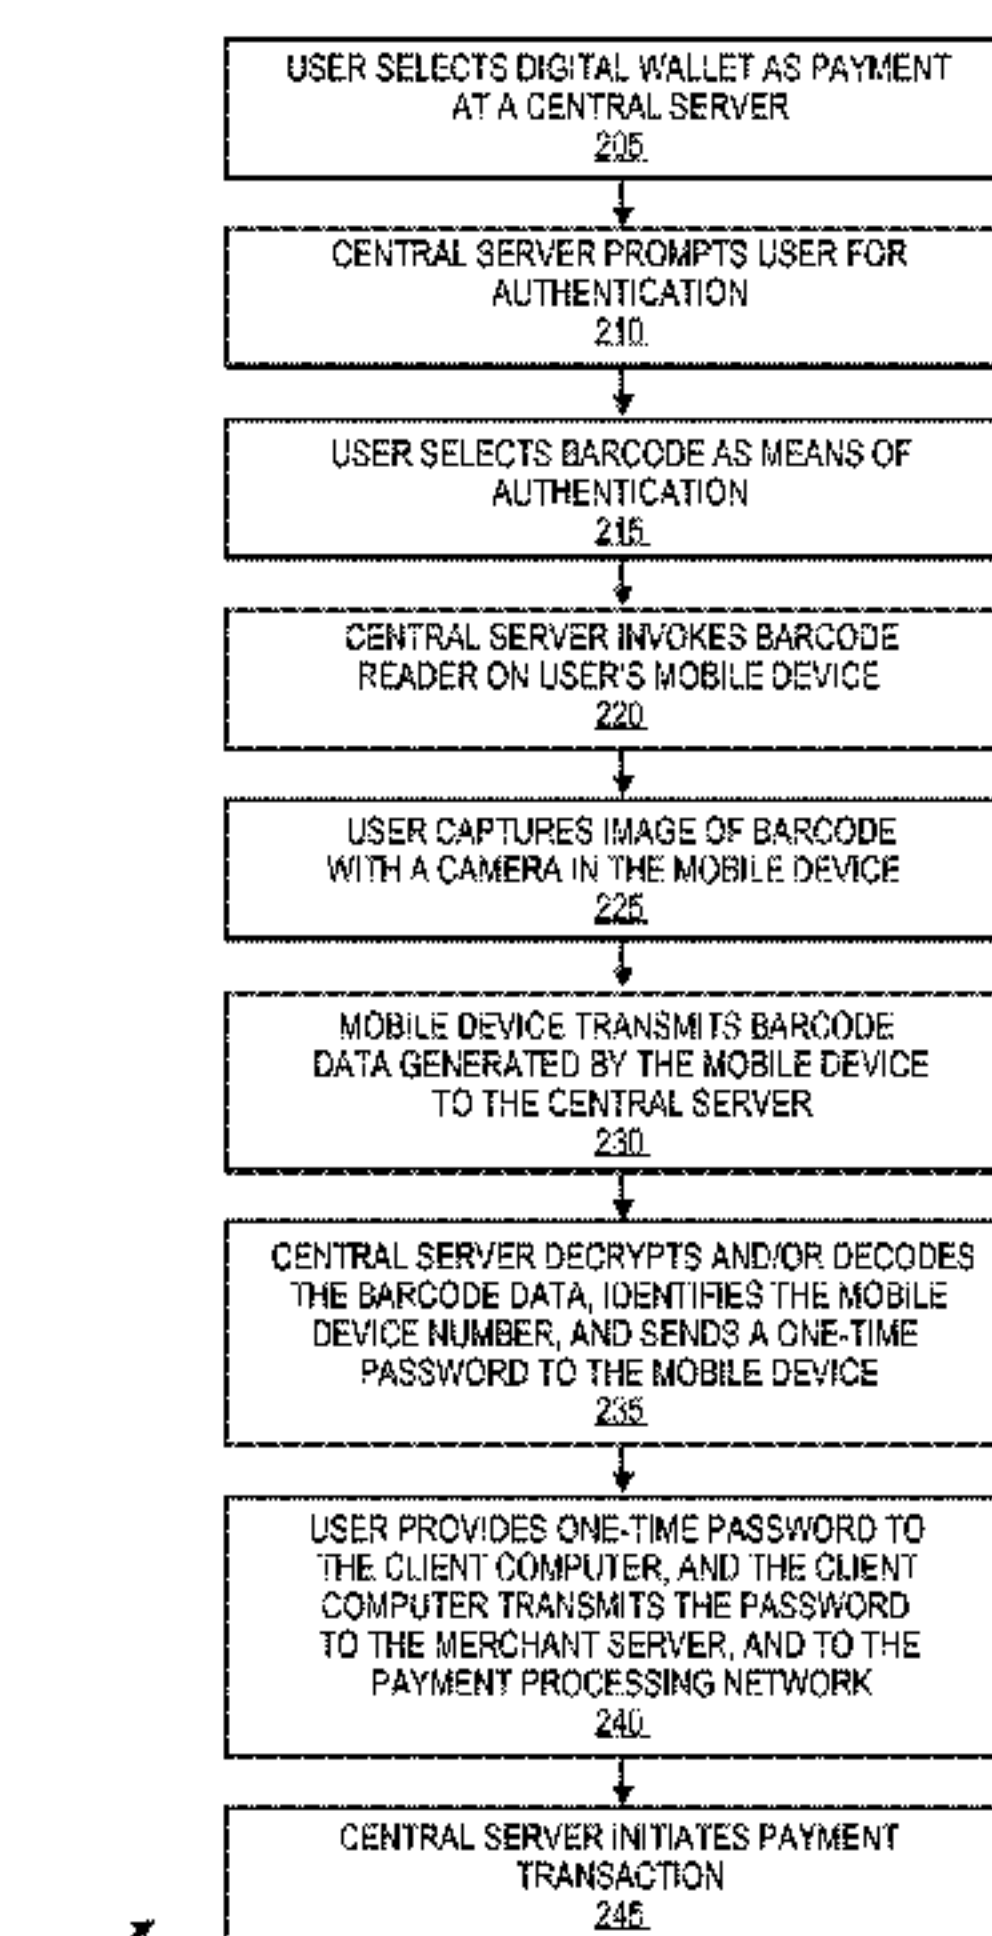 USER SELECTS DIGITAL WALLET AS PAYMENT
AT A CENTRAL SERVER
205
CENTRAL SERVER PROMPTS USER FOR
AUTHENTICATION
210
USER SELECTS BARCODE AS MEANS OF
AUTHENTICATION
215
CENTRAL SERVER INVOKES BARCODE
READER ON USER'S MOBILE DEVICE
220
USER CAPTURES IMAGE OF BARCODE
WITH A CAMERA IN THE MOBILE DEVICE
225
MOBILE DEVICE TRANSMITS BARCODE
DATA GENERATED BY THE MOBILE DEVICE
TO THE CENTRAL SERVER
230
CENTRAL SERVER DECRYPTS AND/OR DECODES
THE BARCODE DATA, IDENTIFIES THE MOBILE
DEVICE NUMBER, AND SENDS A ONE-TIME
PASSWORD TO THE MOBILE DEVICE
235
USER PROVIDES ONE-TIME PASSWORD TO
THE CLIENT COMPUTER, AND THE CLIENT
COMPUTER TRANSMITS THE PASSWORD
TO THE MERCHANT SERVER, AND TO THE
PAYMENT PROCESSING NETWORK
240
CENTRAL SERVER INITIATES PAYMENT
TRANSACTION
245